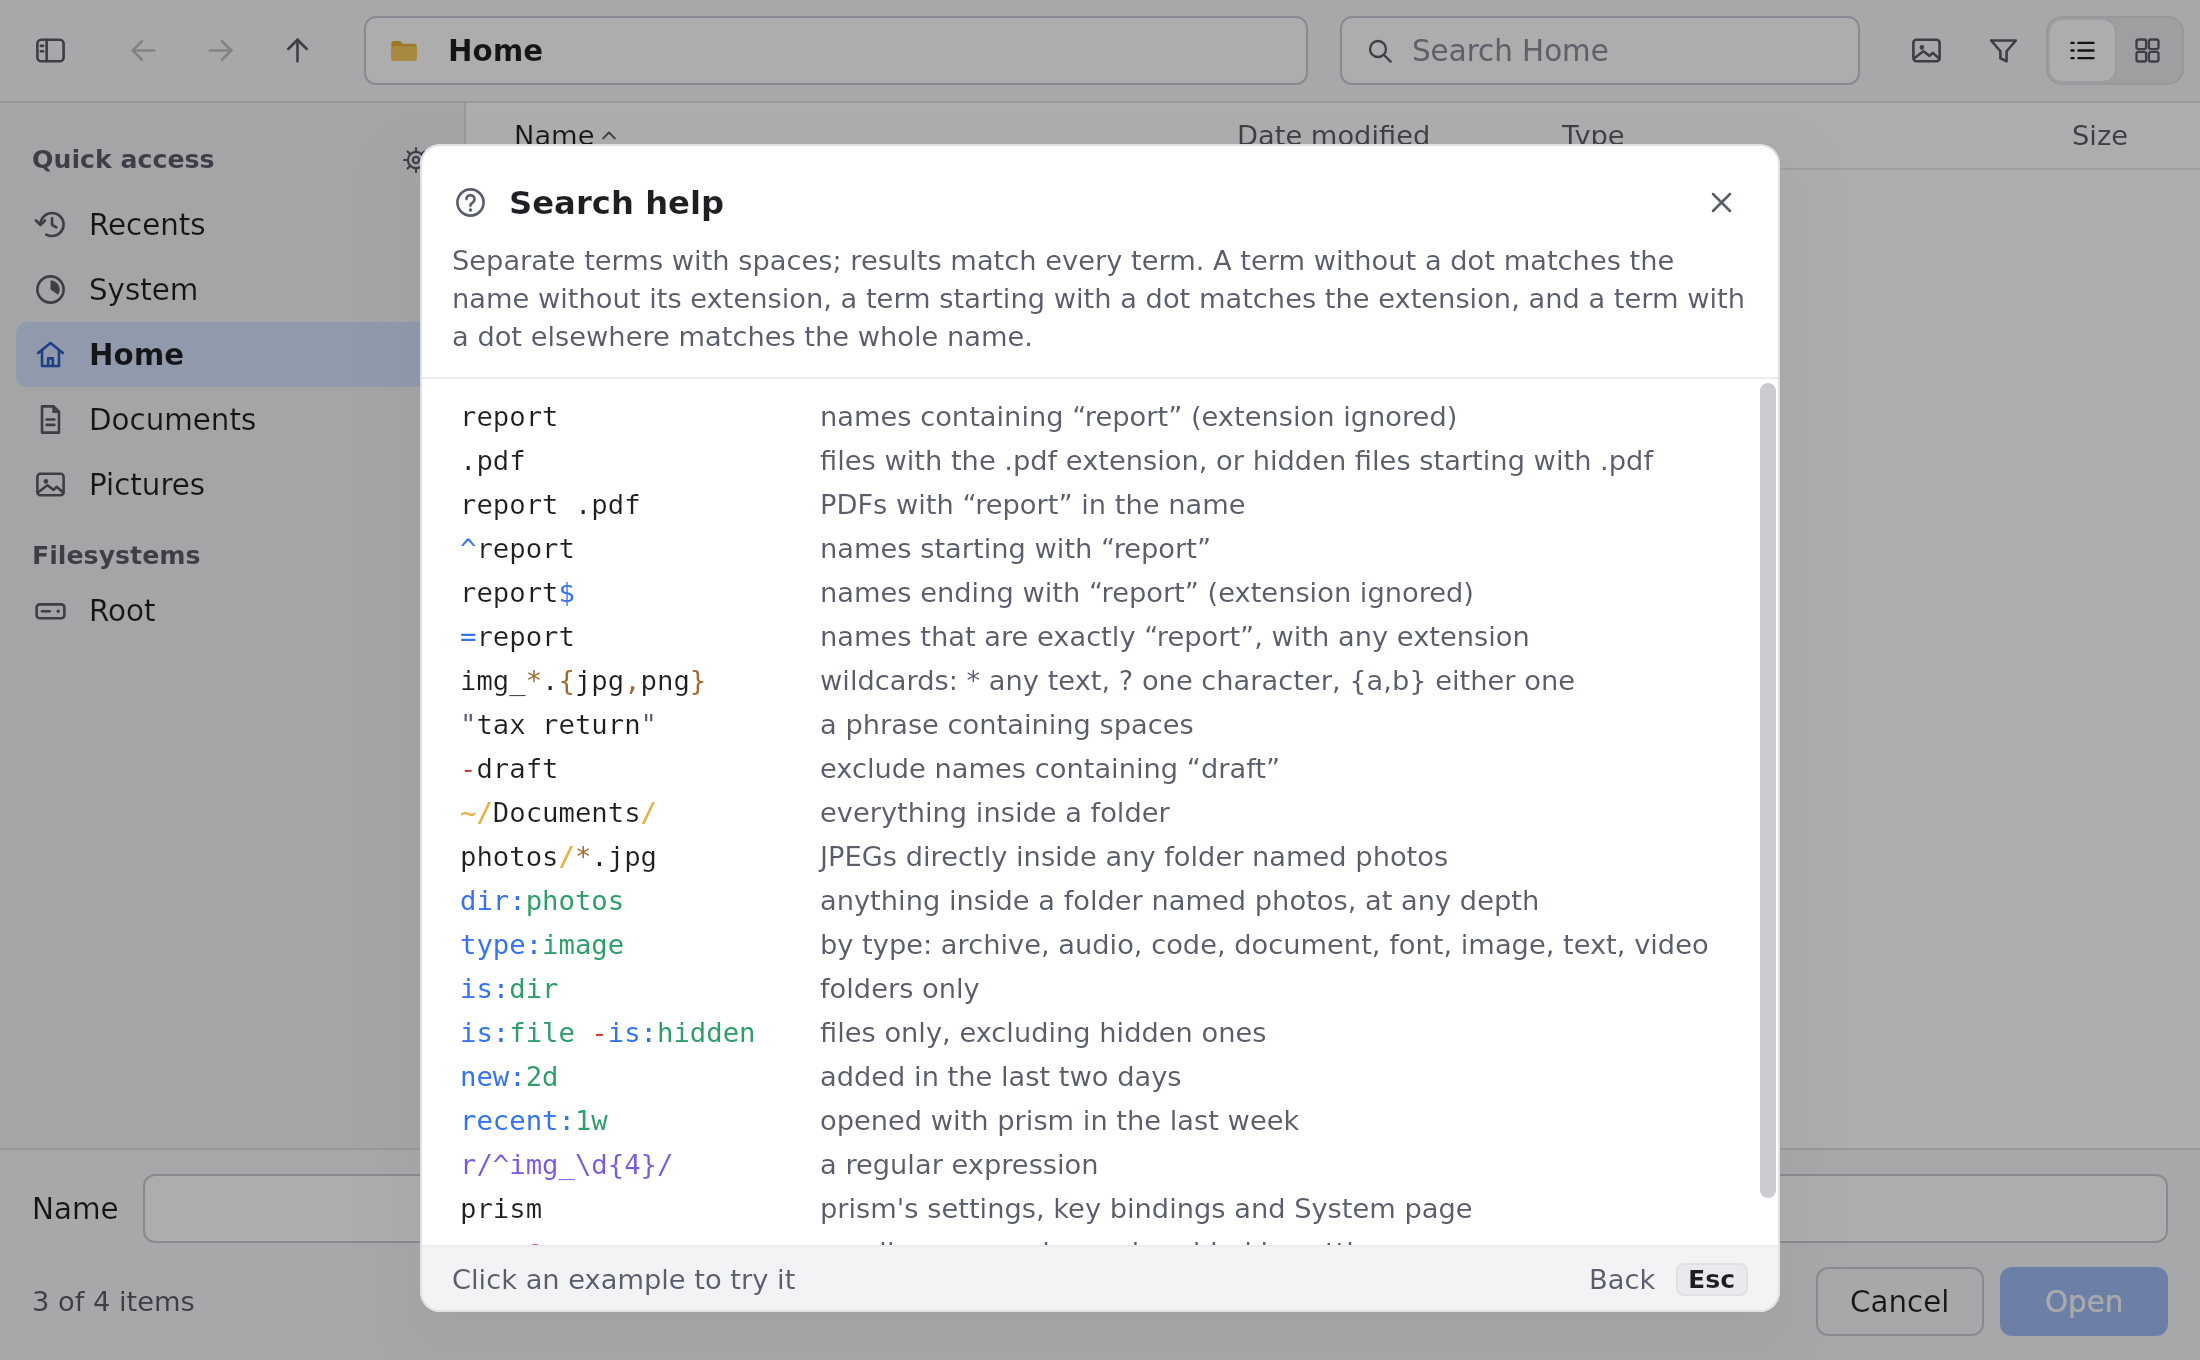 Home
Search Home
Name
Date modified
Type
Size
Quick access
Recents
System
Home
Documents
Pictures
Filesystems
Root
Search help
Separate terms with spaces; results match every term. A term without a dot matches the
name without its extension, a term starting with a dot matches the extension, and a term with
a dot elsewhere matches the whole name.
report names containing “report” (extension ignored)
.pdf files with the .pdf extension, or hidden files starting with .pdf
report .pdf PDFs with “report” in the name
^report names starting with “report”
report$ names ending with “report” (extension ignored)
=report names that are exactly “report”, with any extension
img_*.{jpg,png} wildcards: * any text, ? one character, {a,b} either one
"tax return" a phrase containing spaces
-draft exclude names containing “draft”
~/Documents/ everything inside a folder
photos/*.jpg JPEGs directly inside any folder named photos
dir:photos anything inside a folder named photos, at any depth
type:image by type: archive, audio, code, document, font, image, text, video
is:dir folders only
is:file -is:hidden files only, excluding hidden ones
new:2d added in the last two days
recent:1w opened with prism in the last week
r/^img_\d{4}/ a regular expression
prism prism's settings, key bindings and System page
Click an example to try it
Back Esc
Name
3 of 4 items
Cancel
Open